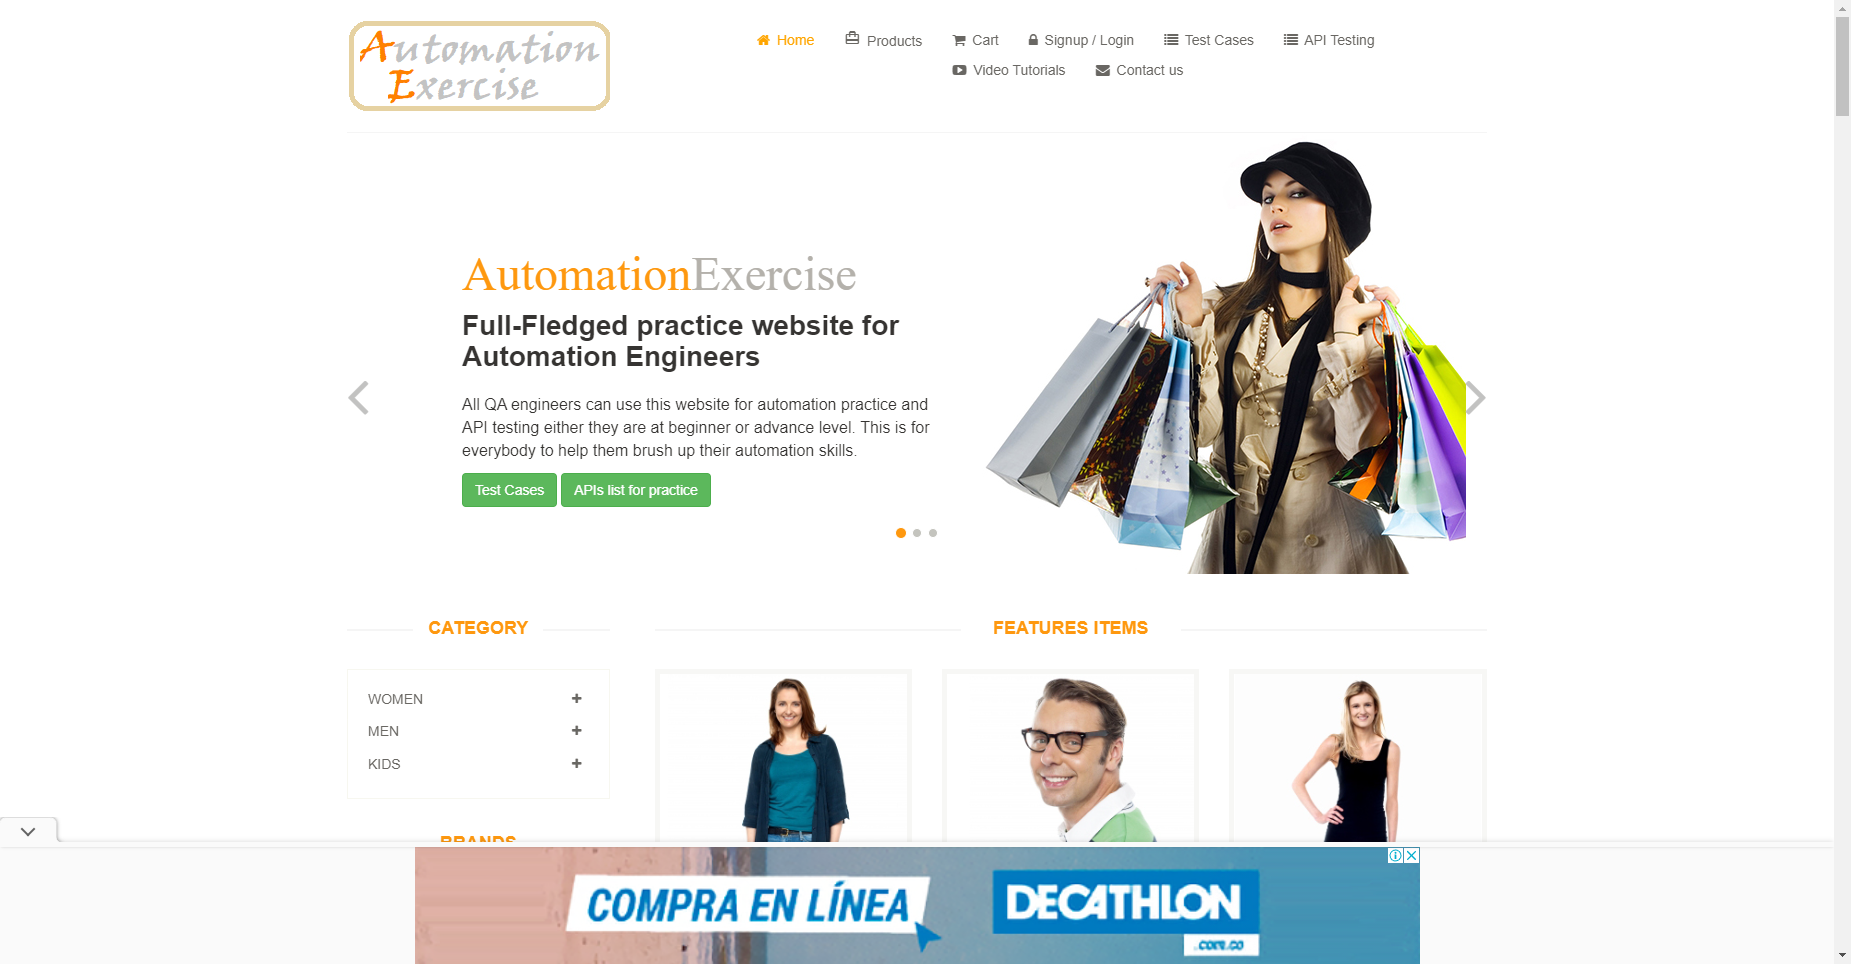 Automation
Exercise
Home
Products
Cart
Signup / Login
Test Cases
API Testing
Video Tutorials
Contact us
AutomationExercise
Full-Fledged practice website for
Automation Engineers
All QA engineers can use this website for automation practice and
API testing either they are at beginner or advance level. This is for
everybody to help them brush up their automation skills.
Test Cases
APIs list for practice
CATEGORY
WOMEN
MEN
KIDS
BRANDS
FEATURES ITEMS
COMPRA EN LÍNEA
DECATHLON
.com.co